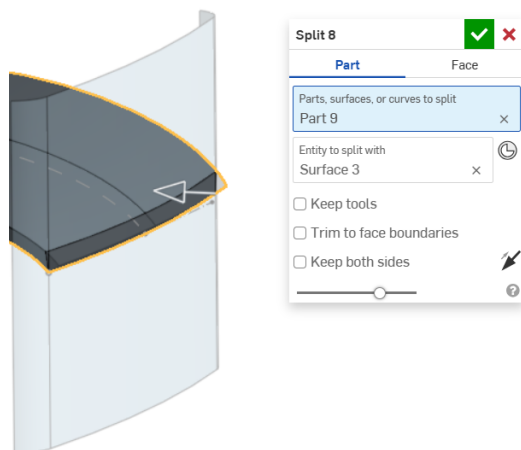 Split 8
Part
Face
Parts, surfaces, or curves to split
Part 9
Entity to split with
Surface 3
Keep tools
Trim to face boundaries
Keep both sides